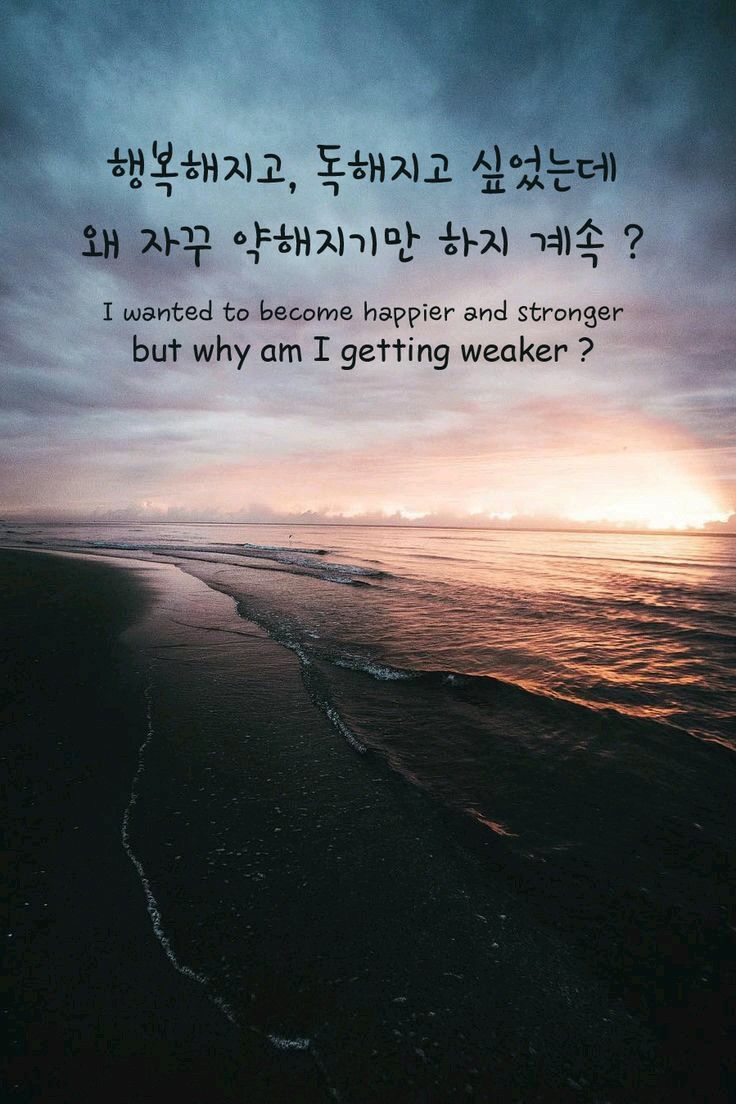 행복해지고, 독해지고 싶었는데
왜 자꾸 약해지기만 하지 계속 ?
I wanted to become happier and stronger
but why am I getting weaker ?